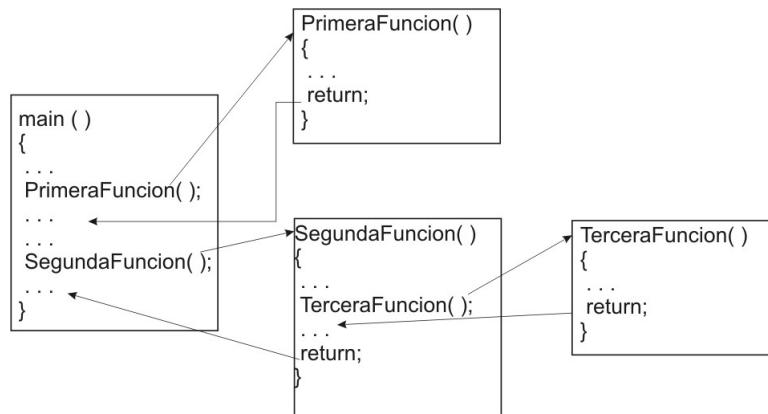 main ( )
{
. . .
PrimeraFuncion( );
. . .
. . .
SegundaFuncion( );
. . .
}
PrimeraFuncion( )
{
. . .
return;
}
SegundaFuncion( )
{
. . .
TerceraFuncion( );
. . .
return;
}
TerceraFuncion( )
{
. . .
return;
}